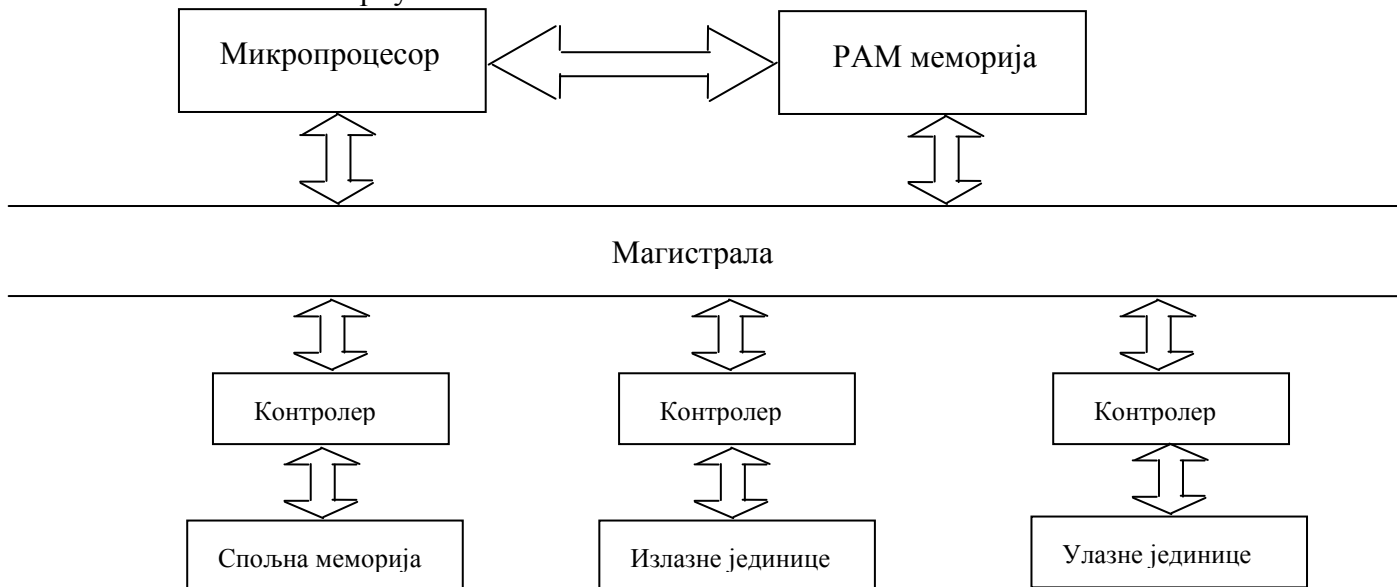 Микропроцесор
РАМ меморија
Магистрала
Контролер
Контролер
Контролер
Спољна меморија
Излазне јединице
Улазне јединице